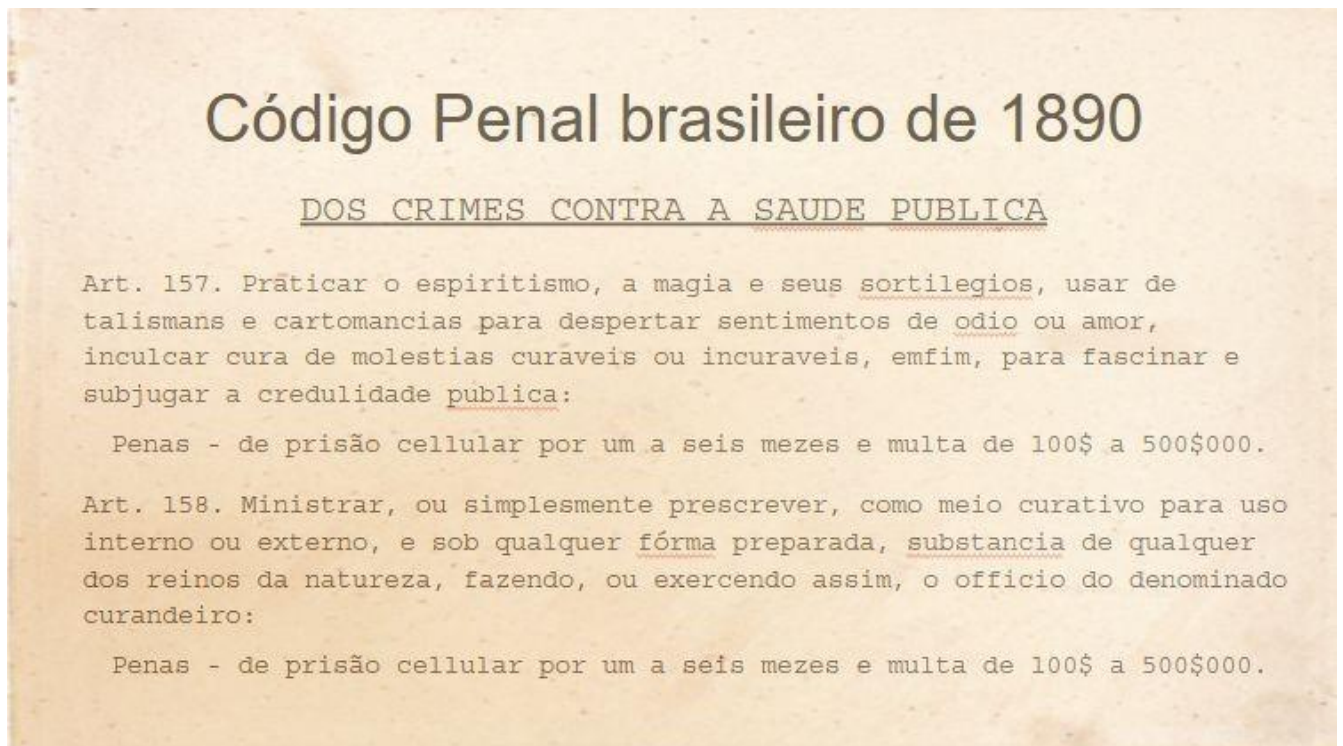 Código Penal brasileiro de 1890
DOS CRIMES CONTRA A SAUDE PUBLICA
Art. 157. Praticar o espiritismo, a magia e seus sortilegios, usar de
talismans e cartomancias para despertar sentimentos de odio ou amor,
inculcar cura de molestias curaveis ou incuraveis, emfim, para fascinar e
subjugar a credulidade publica:
Penas - de prisão cellular por um a seis mezes e multa de 100$ a 500$000.
Art. 158. Ministrar, ou simplesmente prescrever, como meio curativo para uso
interno ou externo, e sob qualquer fórma preparada, substancia de qualquer
dos reinos da natureza, fazendo, ou exercendo assim, o officio do denominado
curandeiro:
Penas - de prisão cellular por um a seis mezes e multa de 100$ a 500$000.